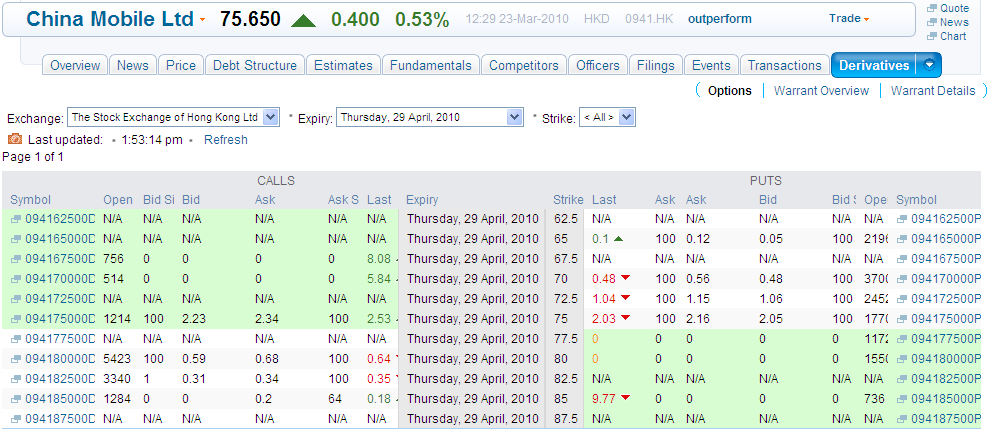 China Mobile Ltd 75.650 0.400 0.53% 12:29 23-Mar-2010 HKD 0941.HK outperform Trade Quote
News
Chart
Overview News Price Debt Structure Estimates Fundamentals Competitors Officers Filings Events Transactions Derivatives
Options Warrant Overview Warrant Details
Exchange: The Stock Exchange of Hong Kong Ltd * Expiry: Thursday, 29 April, 2010 * Strike: < All >
Last updated: • 1:53:14 pm • Refresh
Page 1 of 1
CALLS PUTS
Symbol Open Bid Si Bid Ask Ask S Last Expiry Strike Last Ask Ask Bid Bid S Ope Symbol
094162500D N/A N/A N/A N/A N/A N/A Thursday, 29 April, 2010 62.5 N/A N/A N/A N/A N/A N/A 094162500P
094165000D N/A N/A N/A N/A N/A N/A Thursday, 29 April, 2010 65 0.1 100 0.12 0.05 100 2196 094165000P
094167500D 756 0 0 0 0 8.08 Thursday, 29 April, 2010 67.5 N/A N/A N/A N/A N/A N/A 094167500P
094170000D 514 0 0 0 0 5.84 Thursday, 29 April, 2010 70 0.48 100 0.56 0.48 100 3700 094170000P
094172500D N/A N/A N/A N/A N/A N/A Thursday, 29 April, 2010 72.5 1.04 100 1.15 1.06 100 2452 094172500P
094175000D 1214 100 2.23 2.34 100 2.53 Thursday, 29 April, 2010 75 2.03 100 2.16 2.05 100 1770 094175000P
094177500D N/A N/A N/A N/A N/A N/A Thursday, 29 April, 2010 77.5 0 0 0 0 0 1172 094177500P
094180000D 5423 100 0.59 0.68 100 0.64 Thursday, 29 April, 2010 80 0 0 0 0 0 1550 094180000P
094182500D 3340 1 0.31 0.34 100 0.35 Thursday, 29 April, 2010 82.5 N/A N/A N/A N/A N/A N/A 094182500P
094185000D 1284 0 0 0.2 64 0.18 Thursday, 29 April, 2010 85 9.77 0 0 0 0 736 094185000P
094187500D N/A N/A N/A N/A N/A N/A Thursday, 29 April, 2010 87.5 N/A N/A N/A N/A N/A N/A 094187500P